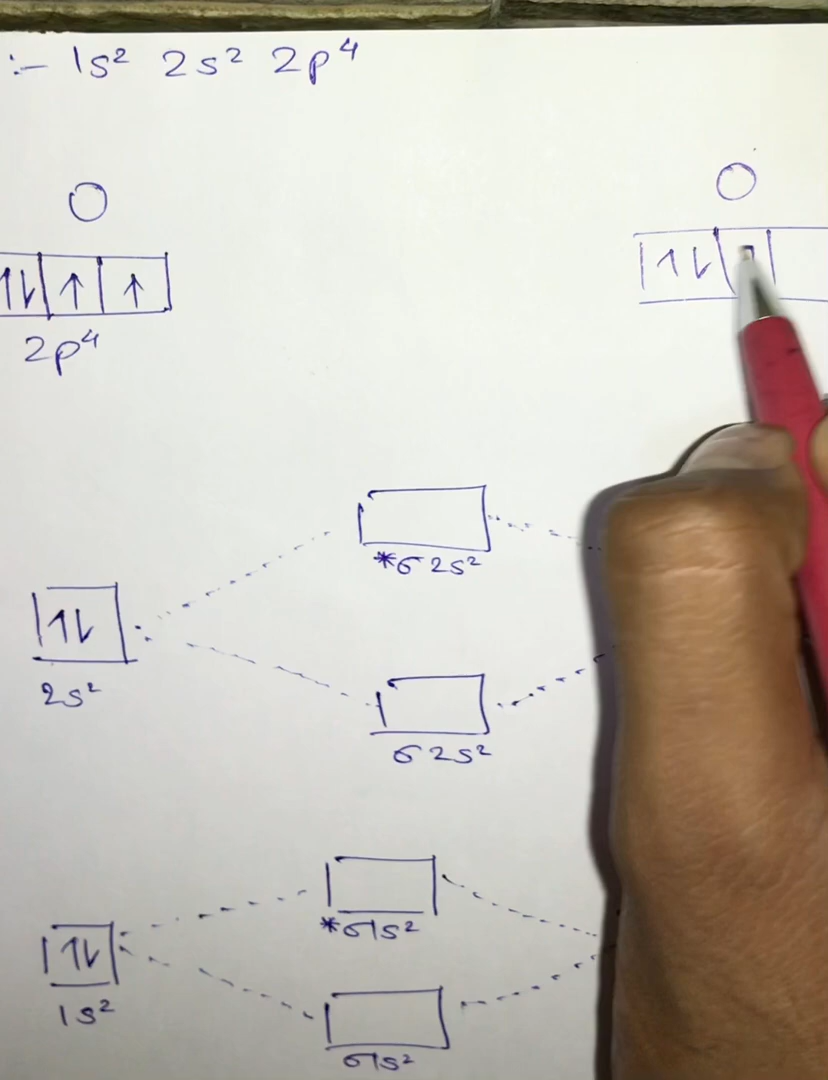 :- 1s² 2s² 2p⁴
O
O
↑↓ ↑ ↑
↑↓
2p⁴
*σ2s²
↑↓
2s²
σ2s²
*σ1s²
↑↓
1s²
σ1s²